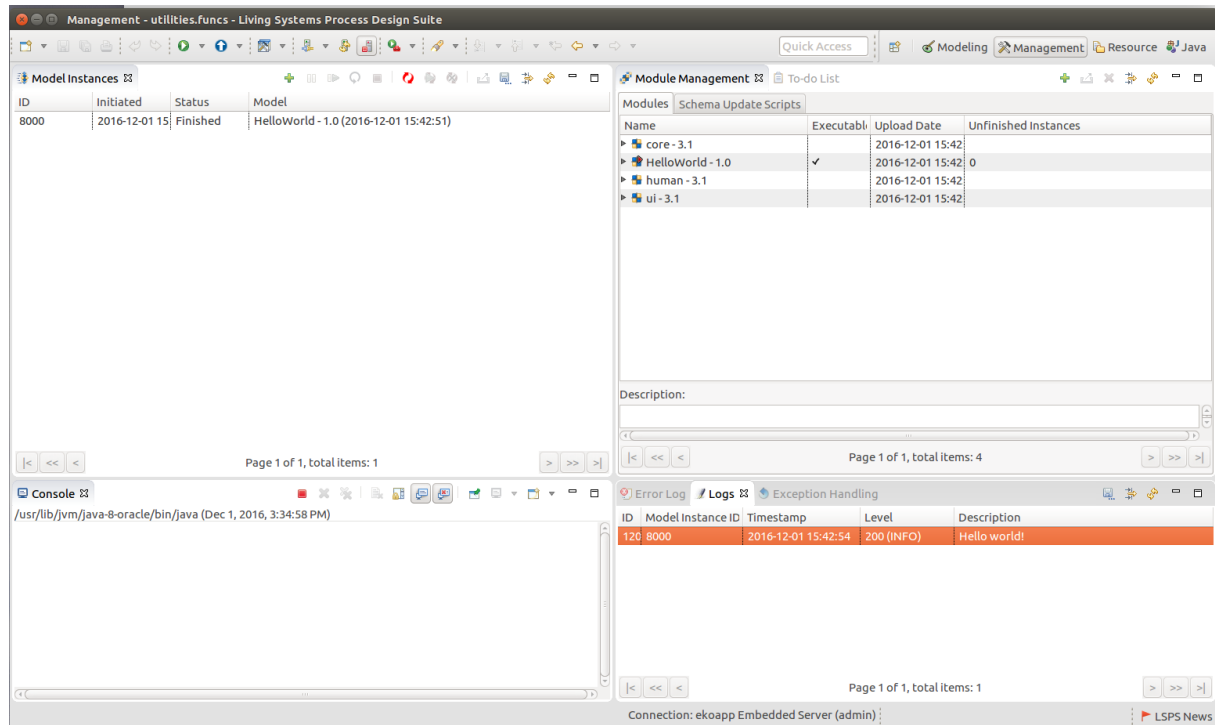 Management - utilities.funcs - Living Systems Process Design Suite
Quick Access
Modeling Management Resource Java
Model Instances
ID Initiated Status Model
8000 2016-12-01 15 Finished HelloWorld - 1.0 (2016-12-01 15:42:51)
|< << < Page 1 of 1, total items: 1 > >> >|
Module Management To-do List
Modules Schema Update Scripts
Name Executabl Upload Date Unfinished Instances
core - 3.1 2016-12-01 15:42
HelloWorld - 1.0 ✔ 2016-12-01 15:42 0
human - 3.1 2016-12-01 15:42
ui - 3.1 2016-12-01 15:42
Description:
|< << < Page 1 of 1, total items: 4 > >> >|
Console
/usr/lib/jvm/java-8-oracle/bin/java (Dec 1, 2016, 3:34:58 PM)
Error Log Logs Exception Handling
ID Model Instance ID Timestamp Level Description
120 8000 2016-12-01 15:42:54 200 (INFO) Hello world!
|< << < Page 1 of 1, total items: 1 > >> >|
Connection: ekoapp Embedded Server (admin)
LSPS News